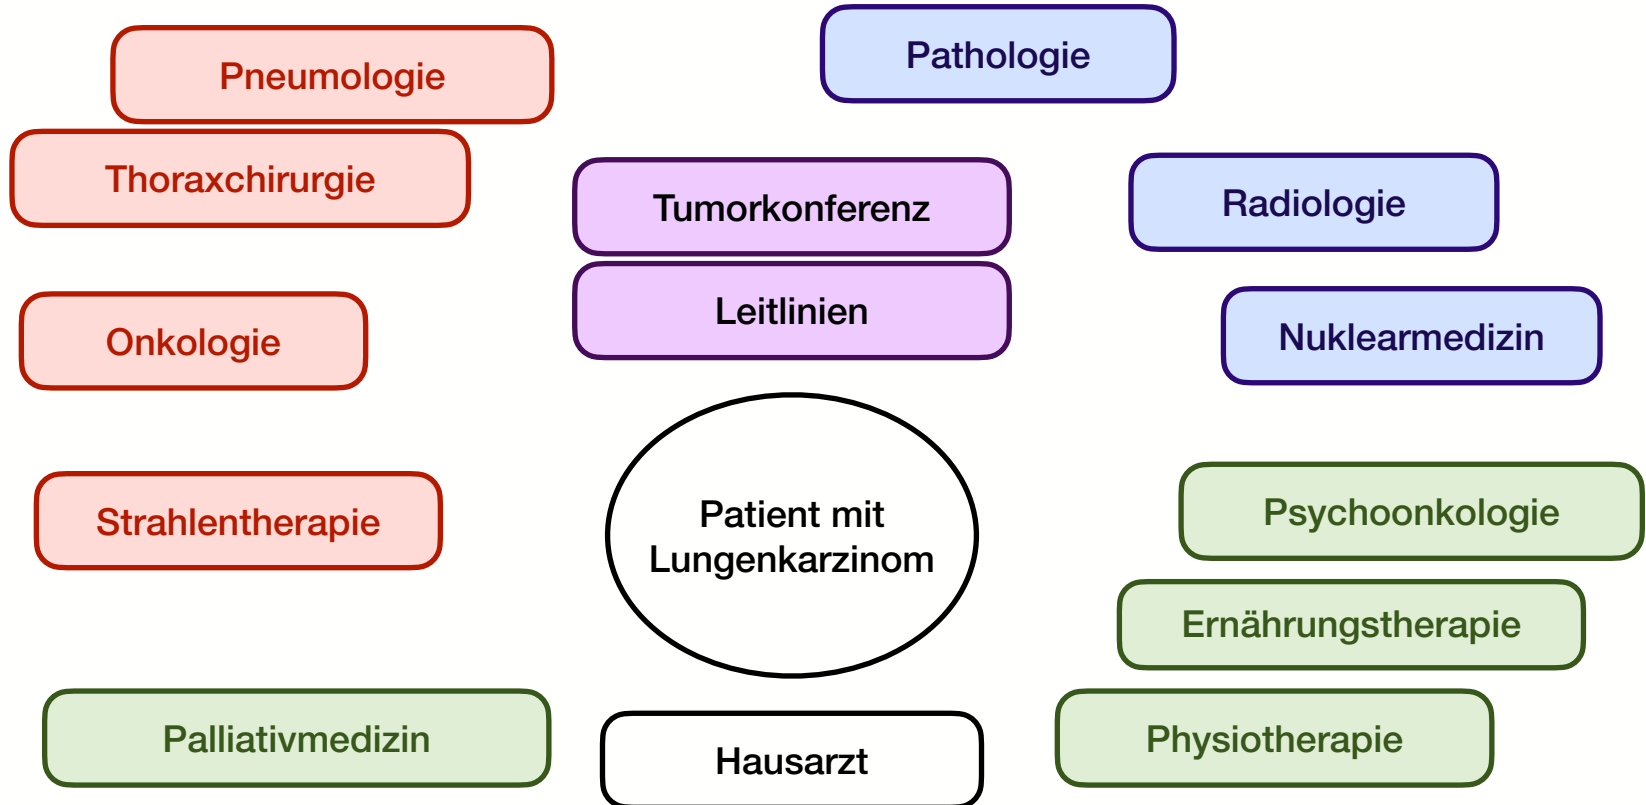 Pneumologie
Pathologie
Thoraxchirurgie
Tumorkonferenz
Radiologie
Leitlinien
Onkologie
Nuklearmedizin
Strahlentherapie
Patient mit
Lungenkarzinom
Psychoonkologie
Ernährungstherapie
Palliativmedizin
Hausarzt
Physiotherapie